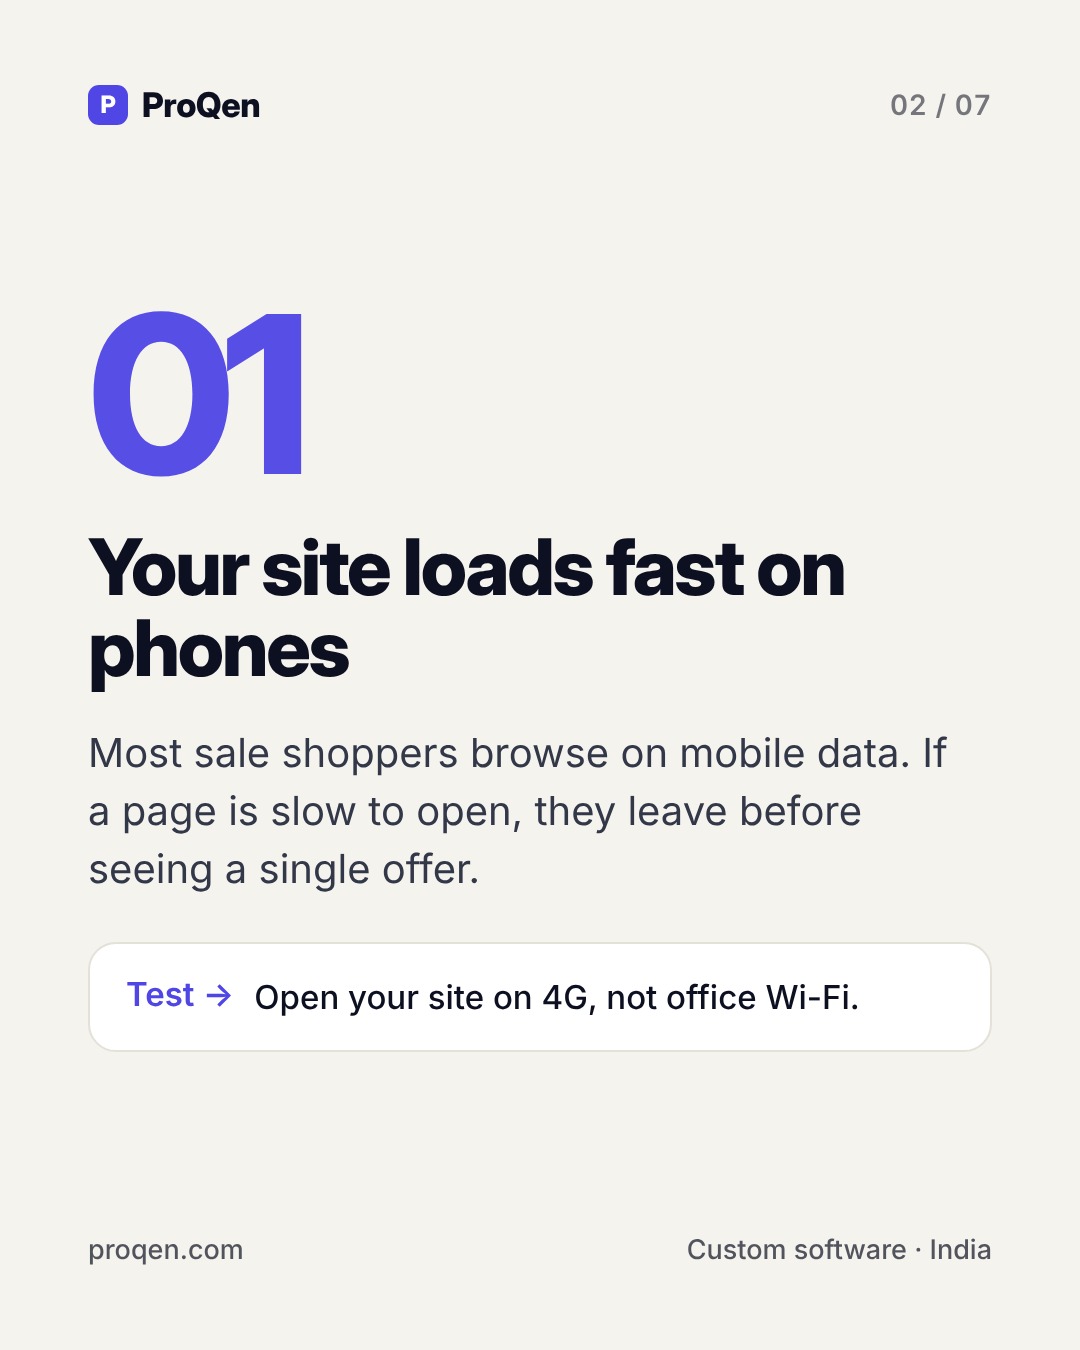 P ProQen
02 / 07
01
Your site loads fast on
phones
Most sale shoppers browse on mobile data. If
a page is slow to open, they leave before
seeing a single offer.
Test → Open your site on 4G, not office Wi-Fi.
proqen.com
Custom software · India